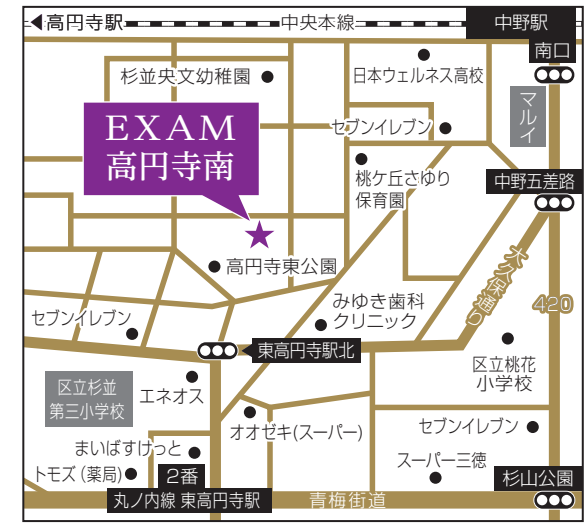 ◀高円寺駅
中央本線
中野駅
南口
杉並央文幼稚園
日本ウェルネス高校
マルイ
EXAM
高円寺南
セブンイレブン
桃ケ丘さゆり
保育園
中野五差路
高円寺東公園
大久保通り
みゆき歯科
クリニック
420
セブンイレブン
東高円寺駅北
区立桃花
小学校
区立杉並
第三小学校
エネオス
オオゼキ(スーパー)
セブンイレブン
まいばすけっと
トモズ(薬局)
2番
スーパー三徳
杉山公園
丸ノ内線 東高円寺駅
青梅街道